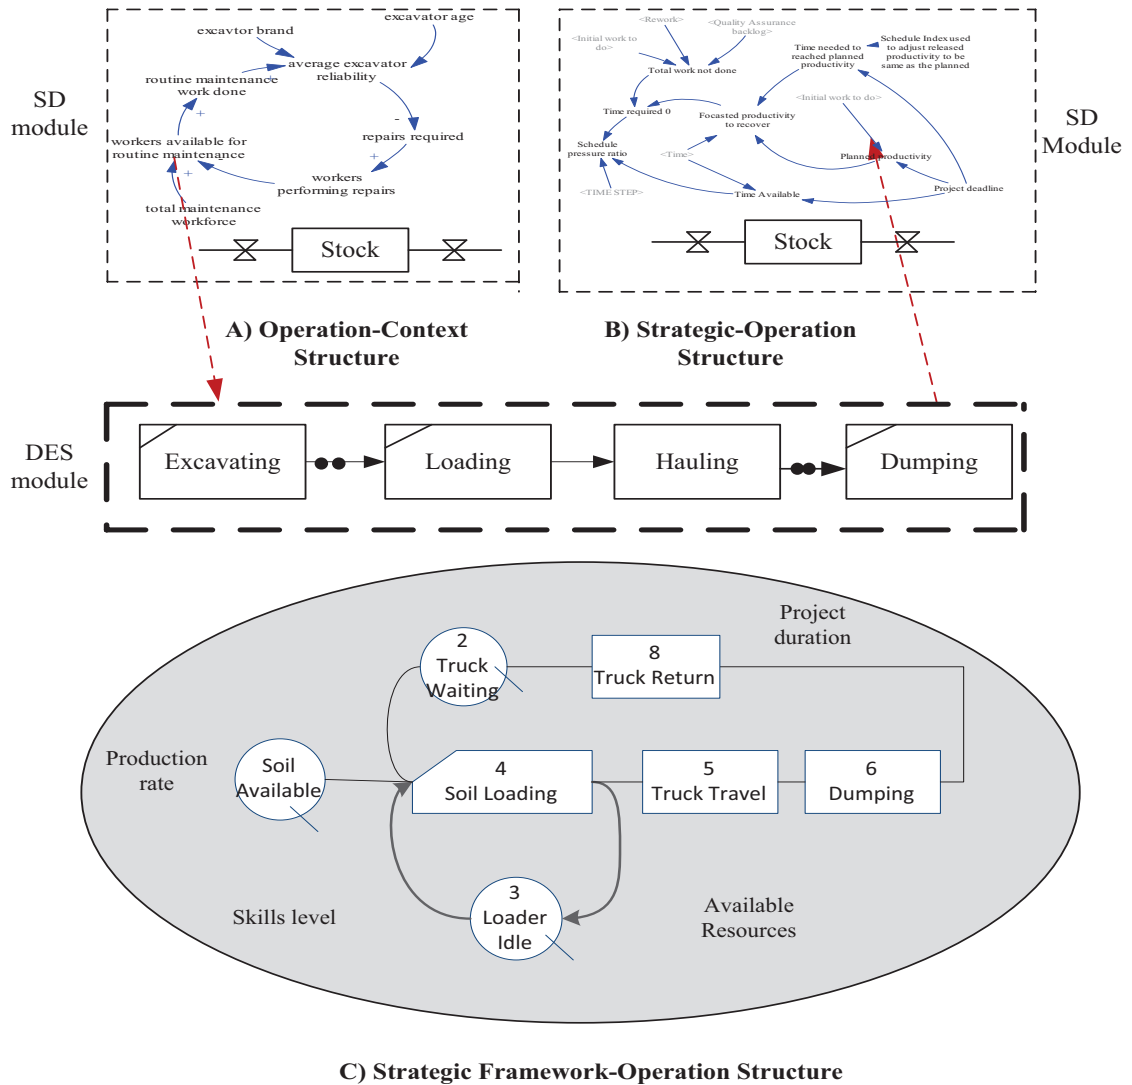 excavator age
excavtor brand
average excavator
reliability
+
routine maintenance
work done
+
-
workers available for
routine maintenance
repairs required
+
+
workers
performing repairs
total maintenance
workforce
SD
module
Stock
A) Operation-Context
Structure
<Rework>
<Quality Assurance
backlog>
<Initial work to
do>
Total work not done
Time needed to
reached planned
productivity
Schedule Index used
to adjust released
productivity to be
same as the planned
<Initial work to do>
Time required 0
Focasted productivity
to recover
Schedule
pressure ratio
<Time>
Planned productivity
<TIME STEP>
Time Available
Project deadline
SD
Module
Stock
B) Strategic-Operation
Structure
DES
module
Excavating
Loading
Hauling
Dumping
Project
duration
2
Truck
Waiting
8
Truck Return
Production
rate
Soil
Available
4
Soil Loading
5
Truck Travel
6
Dumping
Skills level
3
Loader
Idle
Available
Resources
C) Strategic Framework-Operation Structure